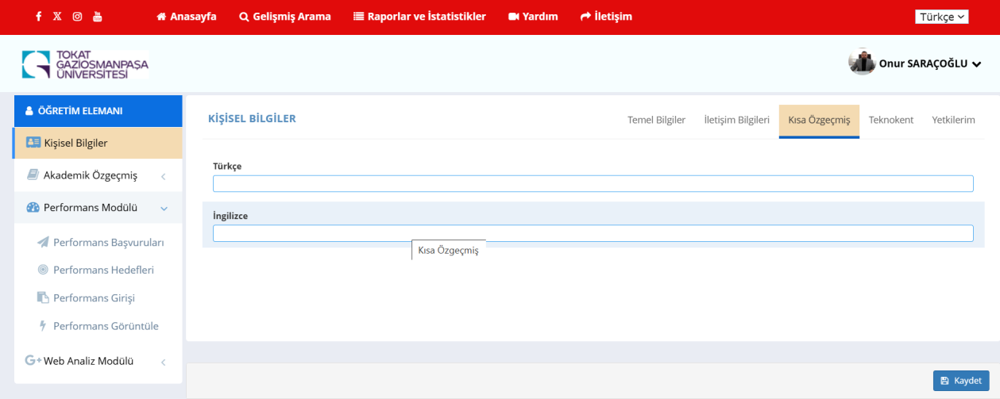 Anasayfa Gelişmiş Arama Raporlar ve İstatistikler Yardım İletişim Türkçe
TOKAT
GAZİOSMANPAŞA
ÜNİVERSİTESİ
Onur SARAÇOĞLU
ÖĞRETİM ELEMANI
Kişisel Bilgiler
Akademik Özgeçmiş
Performans Modülü
Performans Başvuruları
Performans Hedefleri
Performans Girişi
Performans Görüntüle
Web Analiz Modülü
KİŞİSEL BİLGİLER
Temel Bilgiler İletişim Bilgileri Kısa Özgeçmiş Teknokent Yetkilerim
Türkçe
İngilizce
Kısa Özgeçmiş
Kaydet